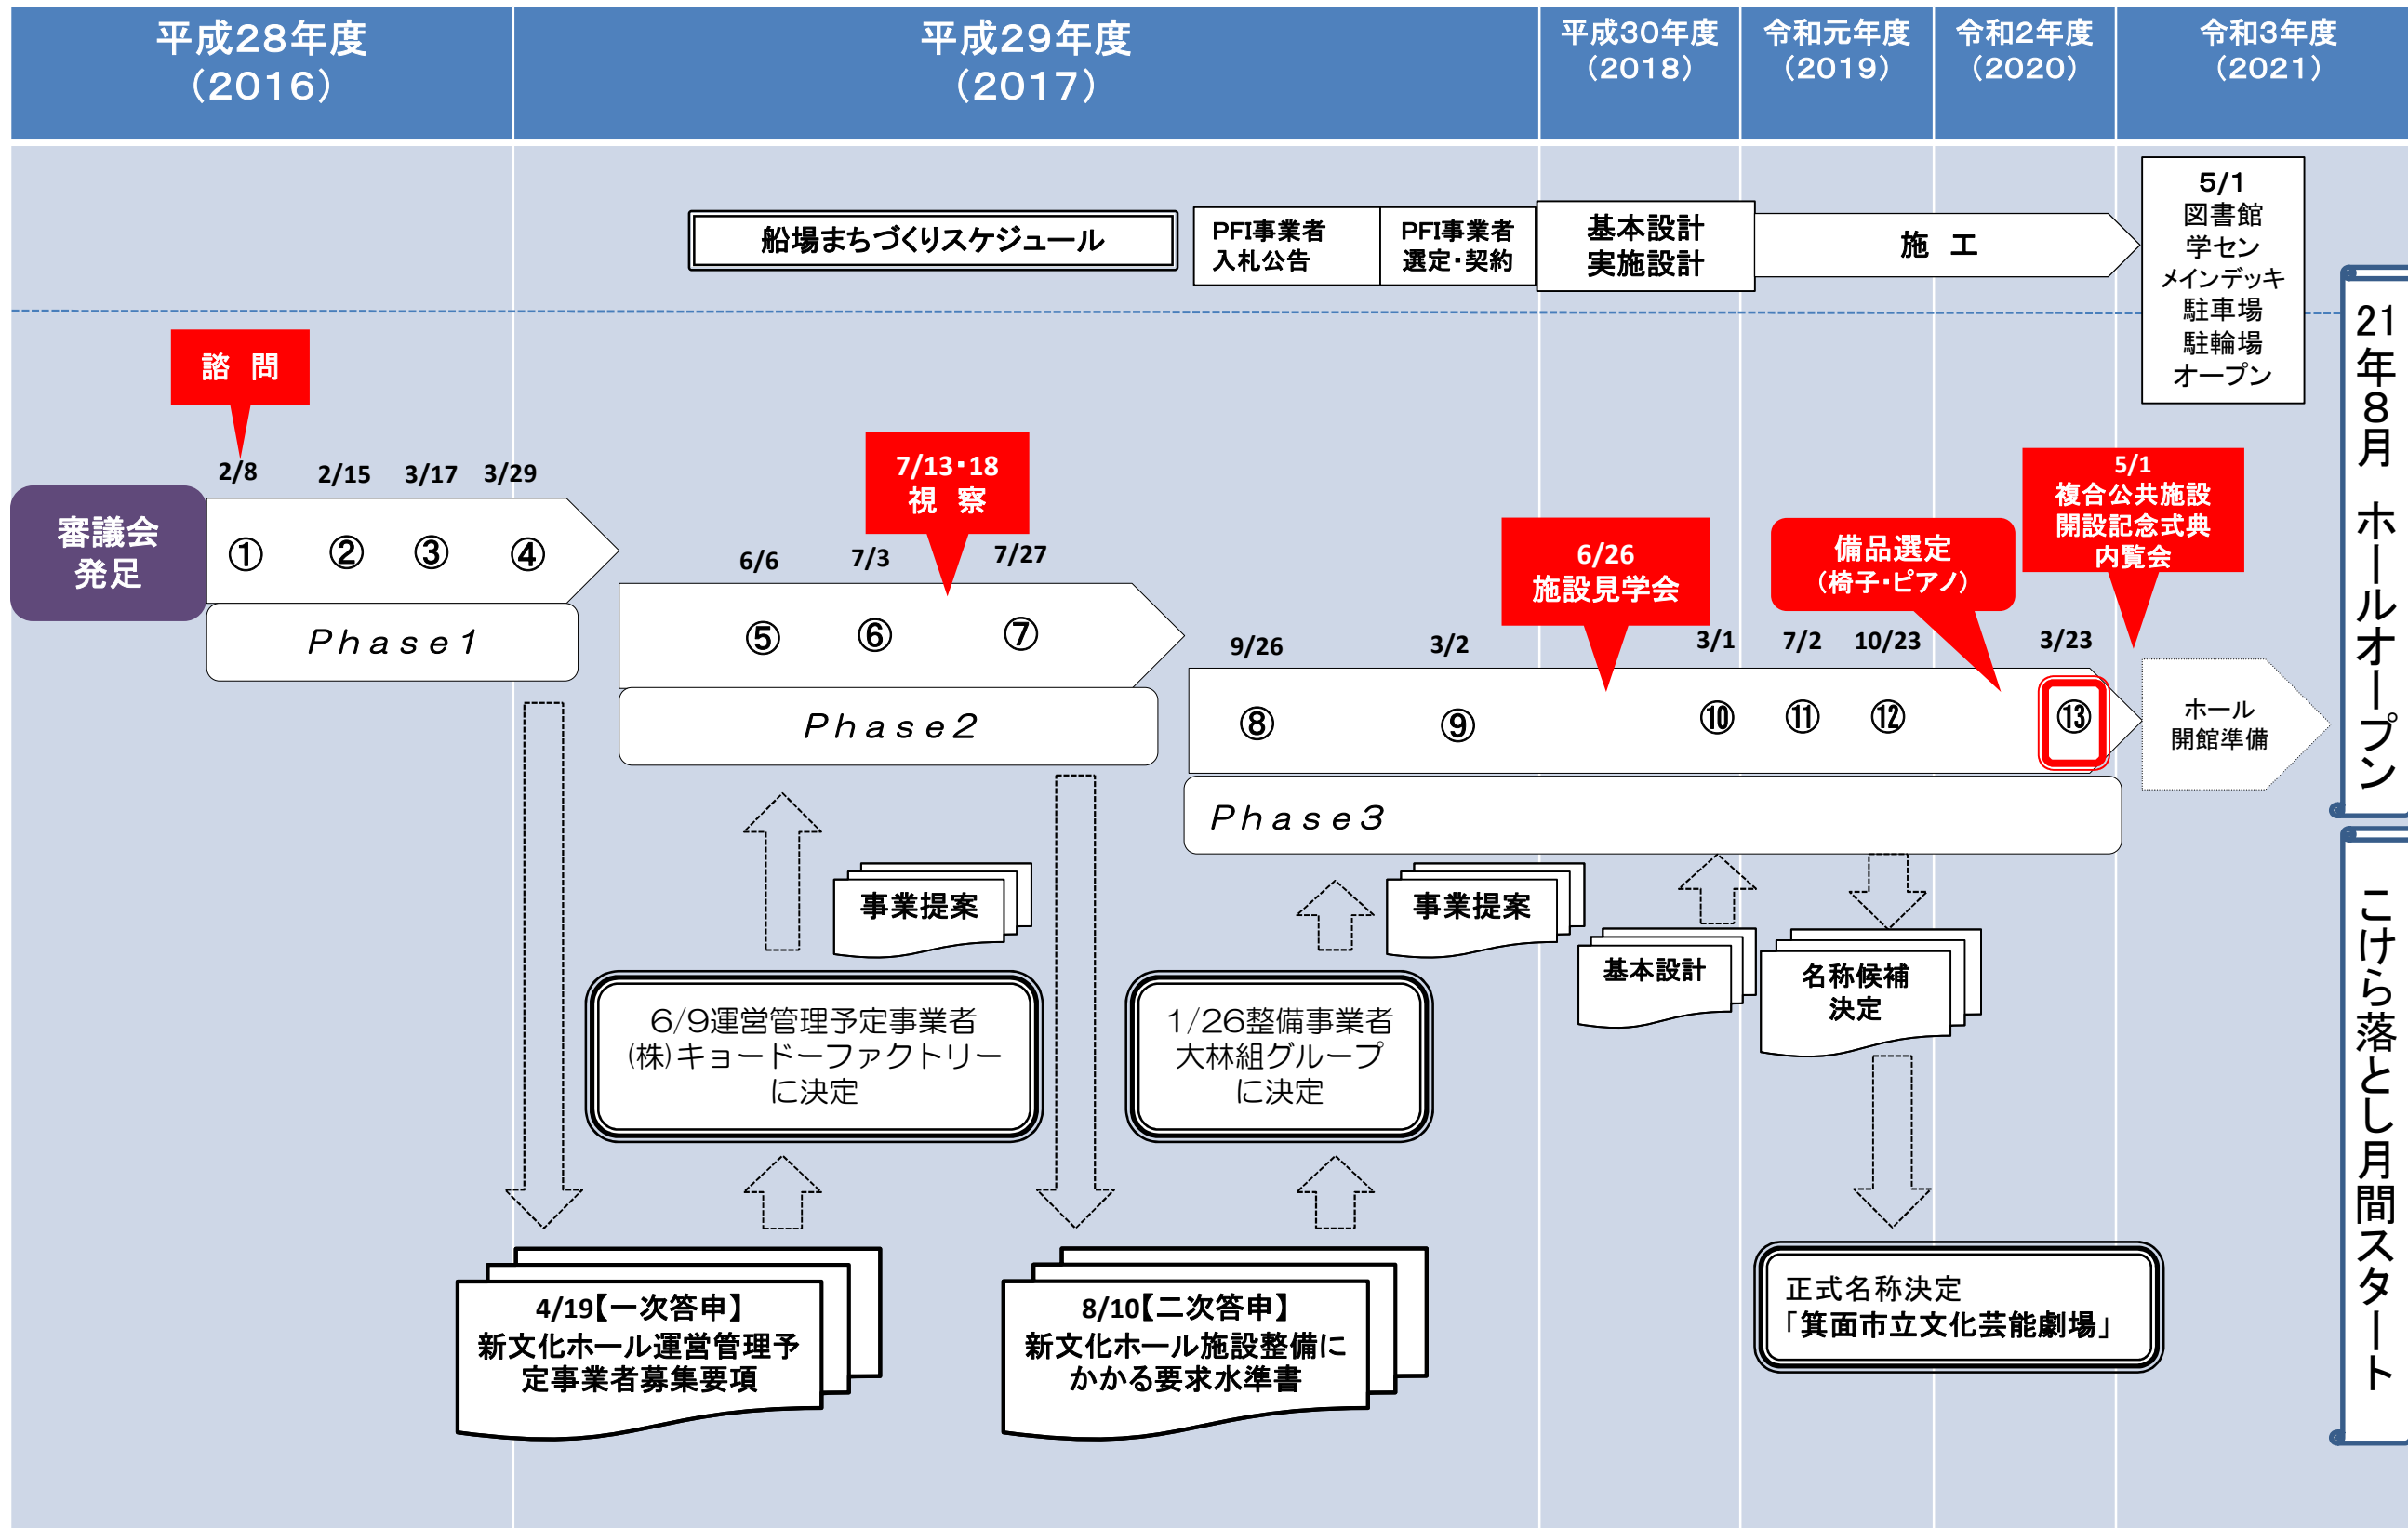 平成28年度
（2016）
平成29年度
（2017）
平成30年度
（2018）
令和元年度
（2019）
令和2年度
（2020）
令和3年度
（2021）
船場まちづくりスケジュール
PFI事業者
入札公告
PFI事業者
選定・契約
基本設計
実施設計
施　工
5/1
図書館
学セン
メインデッキ
駐車場
駐輪場
オープン
21年8月　ホールオープン
こけら落とし月間スタート
諮　問
審議会
発足
2/8
2/15
3/17
3/29
①
②
③
④
Phase1
7/13・18
視　察
6/6
7/3
7/27
⑤
⑥
⑦
Phase2
6/26
施設見学会
備品選定
（椅子・ピアノ）
5/1
複合公共施設
開設記念式典
内覧会
9/26
3/2
3/1
7/2
10/23
3/23
⑧
⑨
⑩
⑪
⑫
⑬
Phase3
ホール
開館準備
事業提案
事業提案
基本設計
名称候補
決定
6/9運営管理予定事業者
(株)キョードーファクトリー
に決定
1/26整備事業者
大林組グループ
に決定
4/19【一次答申】
新文化ホール運営管理予
定事業者募集要項
8/10【二次答申】
新文化ホール施設整備に
かかる要求水準書
正式名称決定
「箕面市立文化芸能劇場」